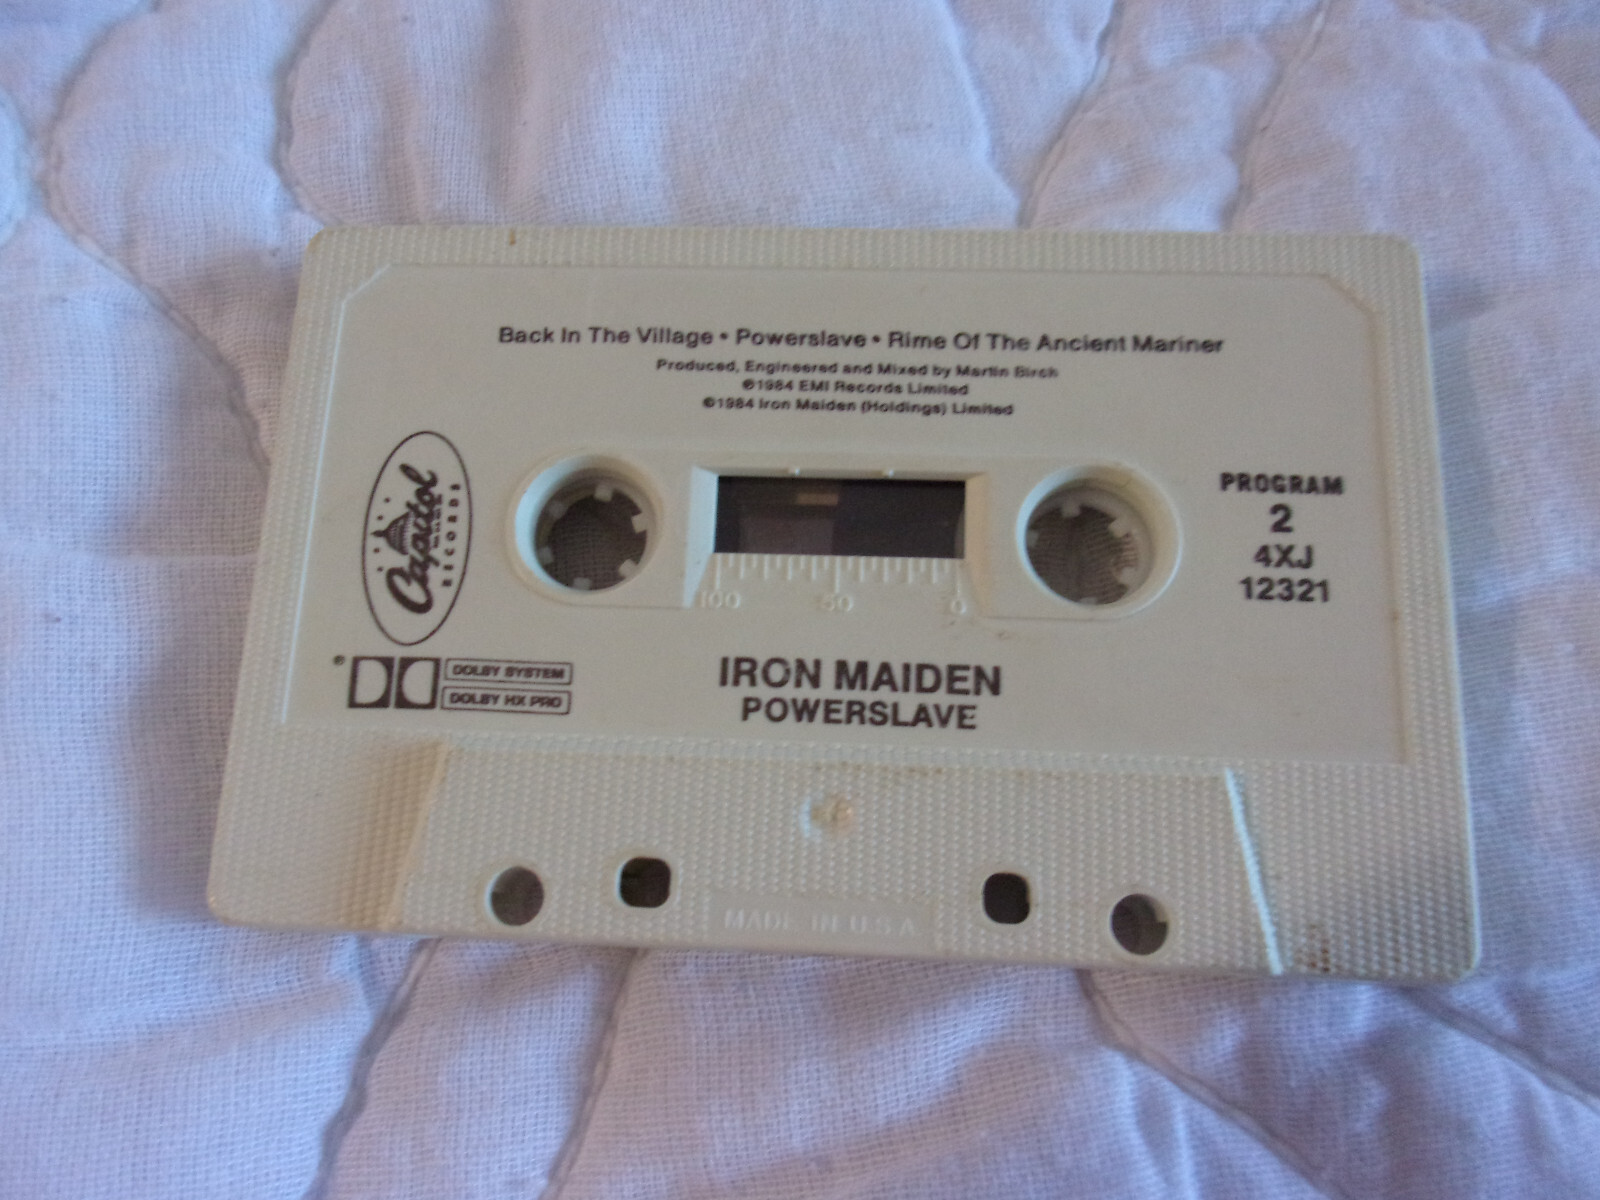 Back In The Village • Powerslave • Rime Of The Ancient Mariner
Produced, Engineered and Mixed by Martin Birch
℗1984 EMI Records Limited
©1984 Iron Maiden (Holdings) Limited
Capitol
RECORDS
PROGRAM
2
4XJ
12321
100 50 0
® DOLBY SYSTEM
DOLBY HX PRO
IRON MAIDEN
POWERSLAVE
MADE IN U.S.A.